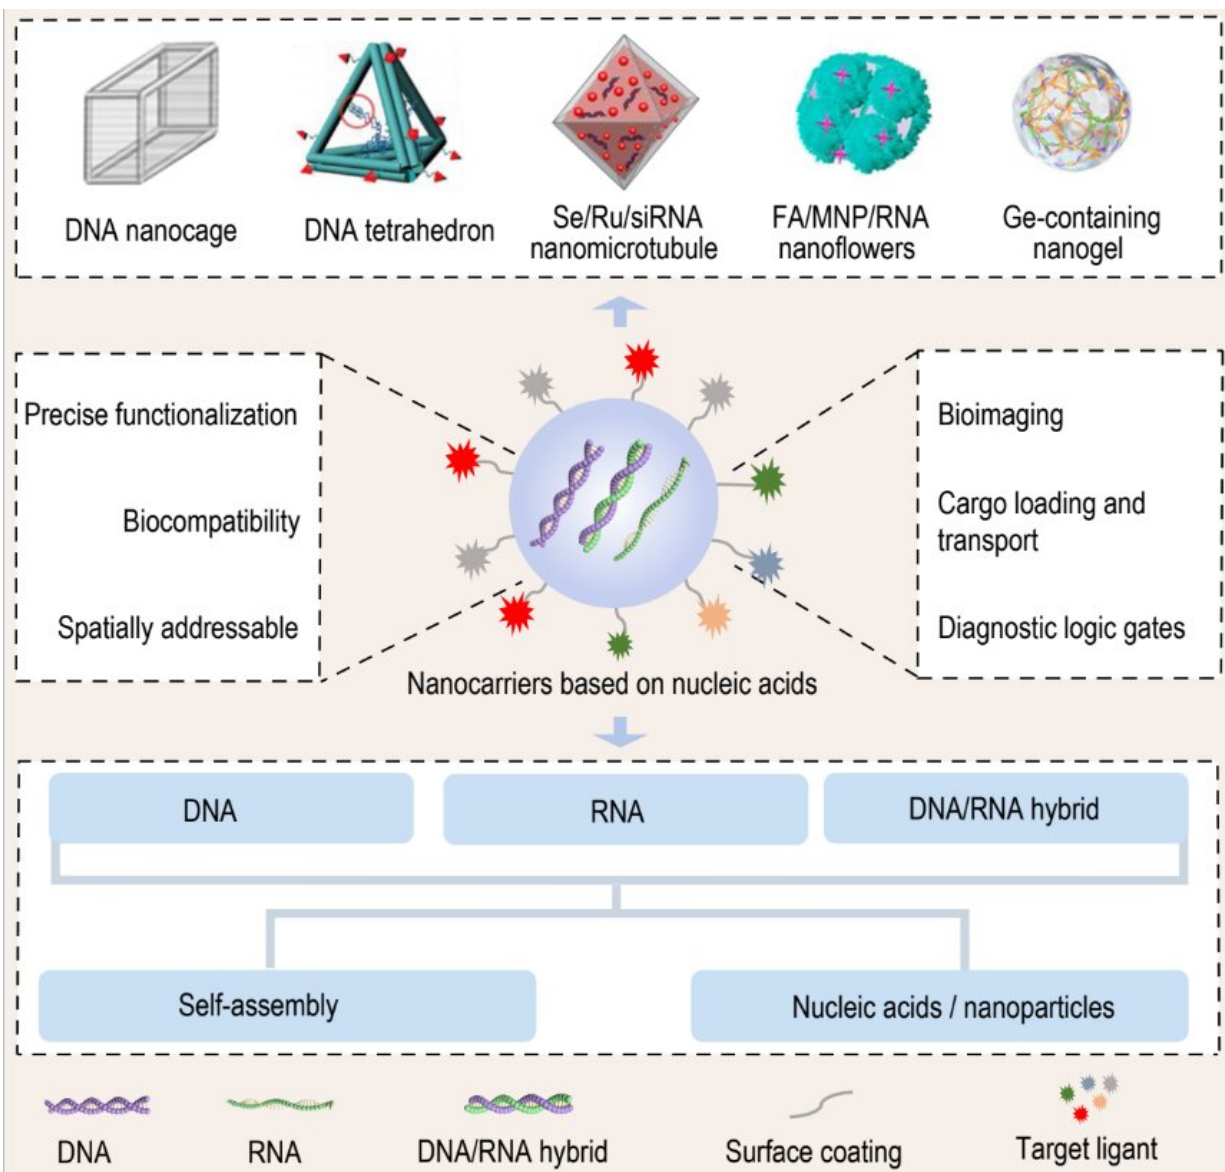 DNA nanocage
DNA tetrahedron
Se/Ru/siRNA
nanomicrotubule
FA/MNP/RNA
nanoflowers
Ge-containing
nanogel
Precise functionalization
Biocompatibility
Spatially addressable
Bioimaging
Cargo loading and
transport
Diagnostic logic gates
Nanocarriers based on nucleic acids
DNA
RNA
DNA/RNA hybrid
Self-assembly
Nucleic acids / nanoparticles
DNA
RNA
DNA/RNA hybrid
Surface coating
Target ligant